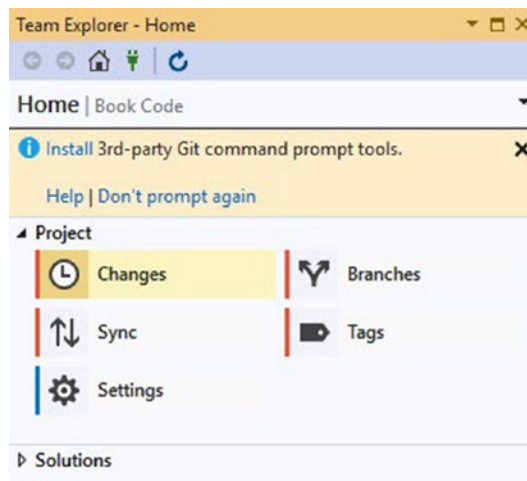 Team Explorer - Home
Home | Book Code
Install 3rd-party Git command prompt tools.
Help | Don't prompt again
Project
Changes
Branches
Sync
Tags
Settings
Solutions